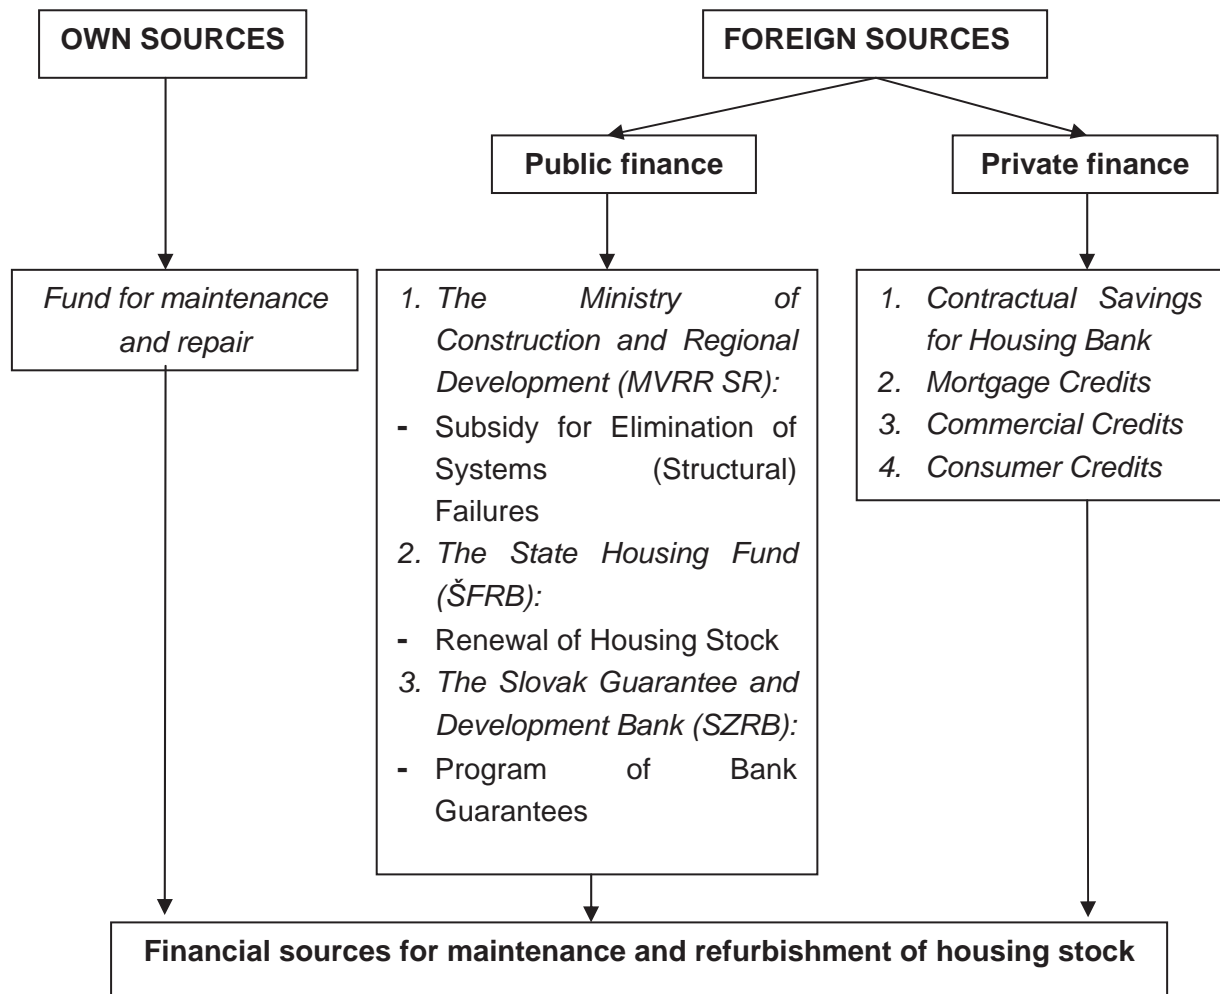 OWN SOURCES
FOREIGN SOURCES
Public finance
Private finance
Fund for maintenance
and repair
1. The Ministry of
Construction and Regional
Development (MVRR SR):
- Subsidy for Elimination of
Systems (Structural)
Failures
2. The State Housing Fund
(ŠFRB):
- Renewal of Housing Stock
3. The Slovak Guarantee and
Development Bank (SZRB):
- Program of Bank
Guarantees
1. Contractual Savings
for Housing Bank
2. Mortgage Credits
3. Commercial Credits
4. Consumer Credits
Financial sources for maintenance and refurbishment of housing stock